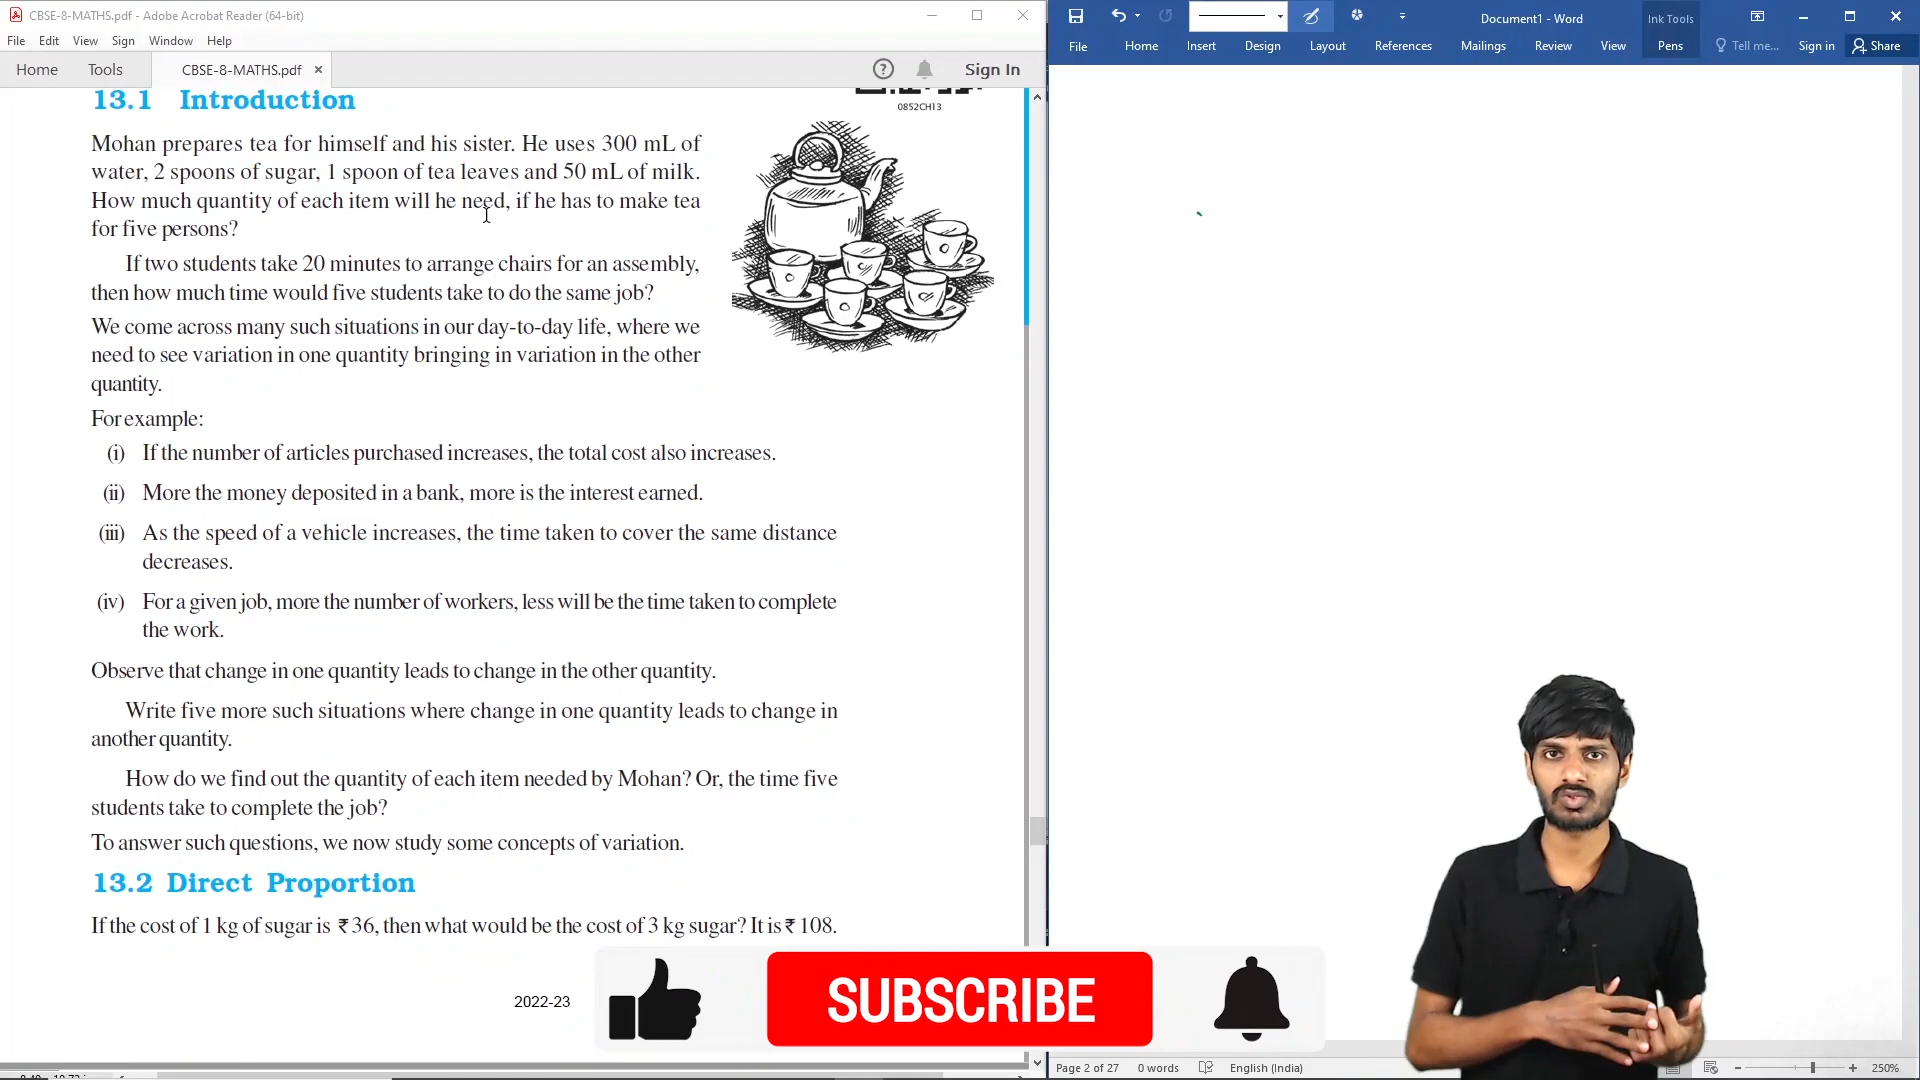 CBSE-8-MATHS.pdf - Adobe Acrobat Reader (64-bit)
File Edit View Sign Window Help
Home Tools CBSE-8-MATHS.pdf × Sign In
13.1 Introduction
0852CH13
Mohan prepares tea for himself and his sister. He uses 300 mL of
water, 2 spoons of sugar, 1 spoon of tea leaves and 50 mL of milk.
How much quantity of each item will he need, if he has to make tea
for five persons?
If two students take 20 minutes to arrange chairs for an assembly,
then how much time would five students take to do the same job?
We come across many such situations in our day-to-day life, where we
need to see variation in one quantity bringing in variation in the other
quantity.
For example:
(i) If the number of articles purchased increases, the total cost also increases.
(ii) More the money deposited in a bank, more is the interest earned.
(iii) As the speed of a vehicle increases, the time taken to cover the same distance
decreases.
(iv) For a given job, more the number of workers, less will be the time taken to complete
the work.
Observe that change in one quantity leads to change in the other quantity.
Write five more such situations where change in one quantity leads to change in
another quantity.
How do we find out the quantity of each item needed by Mohan? Or, the time five
students take to complete the job?
To answer such questions, we now study some concepts of variation.
13.2 Direct Proportion
If the cost of 1 kg of sugar is ₹ 36, then what would be the cost of 3 kg sugar? It is ₹ 108.
2022-23
SUBSCRIBE
Document1 - Word
Ink Tools
File Home Insert Design Layout References Mailings Review View Pens Tell me... Sign in Share
Page 2 of 27 0 words English (India) 250%